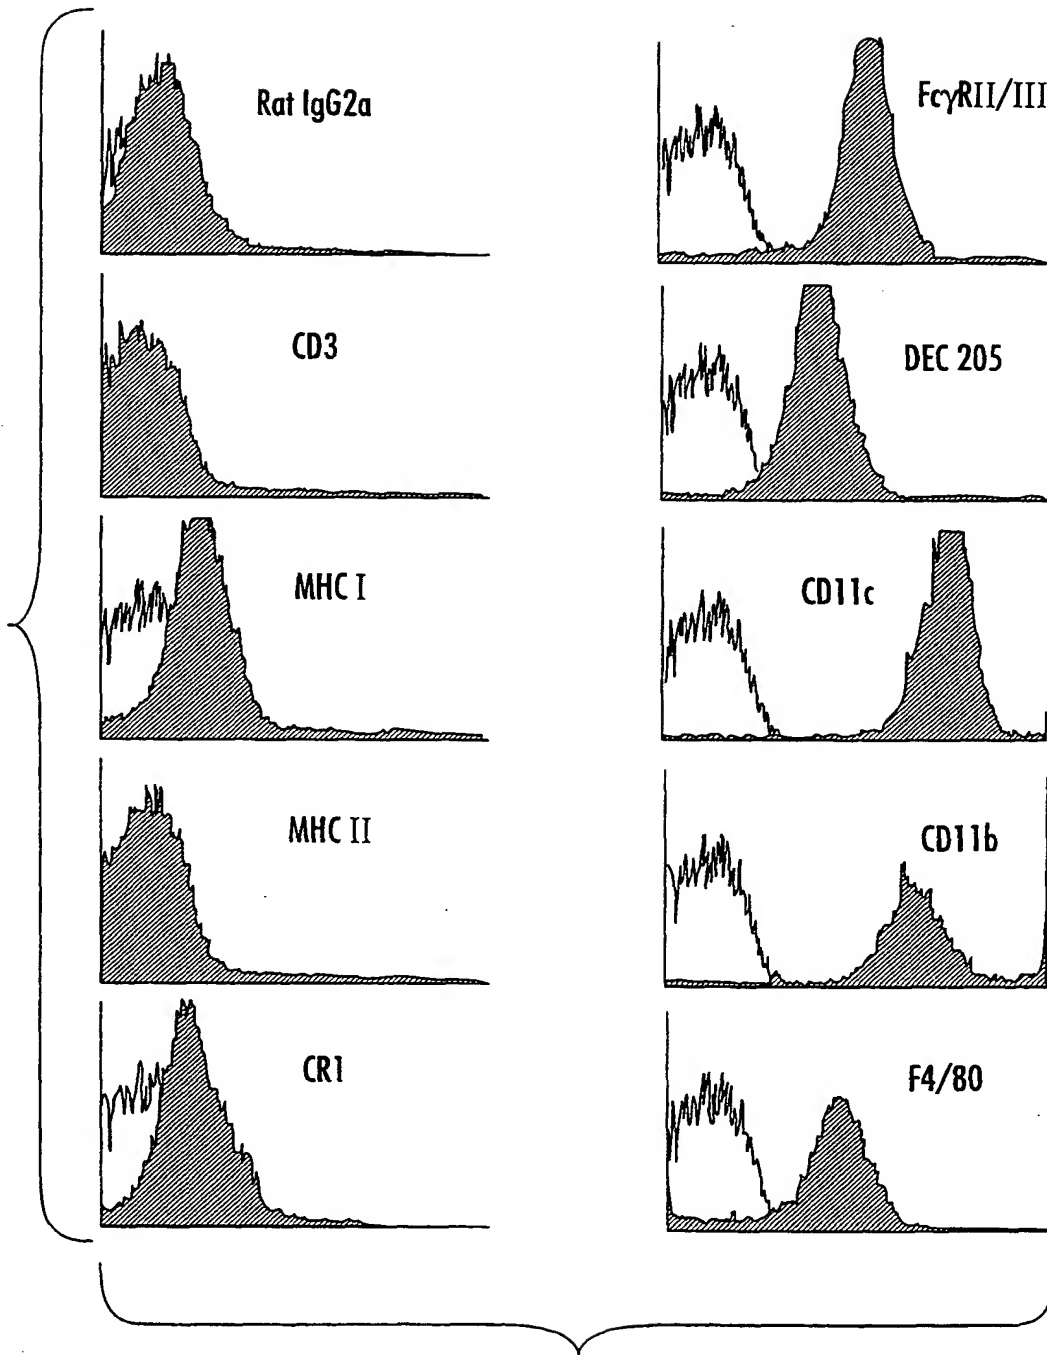 Rat IgG2a
CD3
MHC I
MHC II
CR1
FcγRII/III
DEC 205
CD11c
CD11b
F4/80